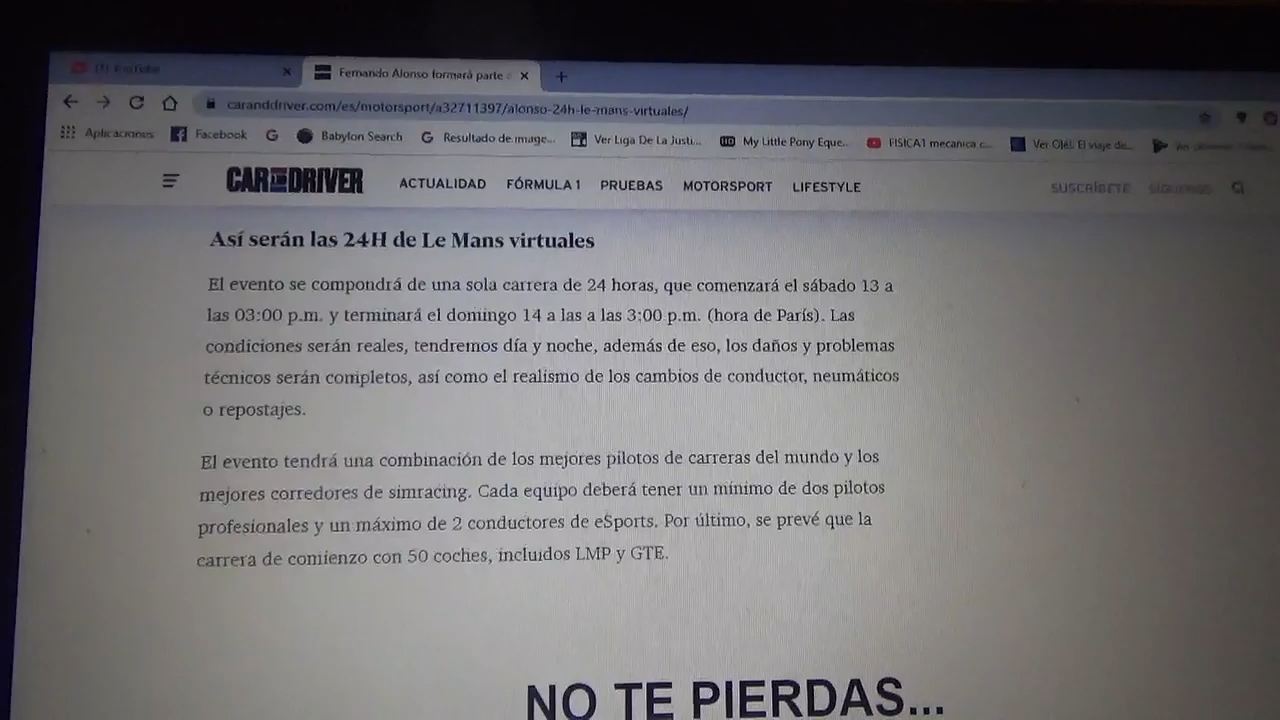 YouTube
Fernando Alonso formará parte
caranddriver.com/es/motorsport/a32711397/alonso-24h-le-mans-virtuales/
Aplicaciones Facebook Babylon Search Resultado de image... Ver Liga De La Justi... My Little Pony Eque... FISICA1 mecanica c... Ver Olé!. El viaje de...
CAR AND DRIVER ACTUALIDAD FÓRMULA 1 PRUEBAS MOTORSPORT LIFESTYLE SUSCRÍBETE SÍGUENOS
Así serán las 24H de Le Mans virtuales
El evento se compondrá de una sola carrera de 24 horas, que comenzará el sábado 13 a
las 03:00 p.m. y terminará el domingo 14 a las a las 3:00 p.m. (hora de París). Las
condiciones serán reales, tendremos día y noche, además de eso, los daños y problemas
técnicos serán completos, así como el realismo de los cambios de conductor, neumáticos
o repostajes.
El evento tendrá una combinación de los mejores pilotos de carreras del mundo y los
mejores corredores de simracing. Cada equipo deberá tener un mínimo de dos pilotos
profesionales y un máximo de 2 conductores de eSports. Por último, se prevé que la
carrera de comienzo con 50 coches, incluidos LMP y GTE.
NO TE PIERDAS...